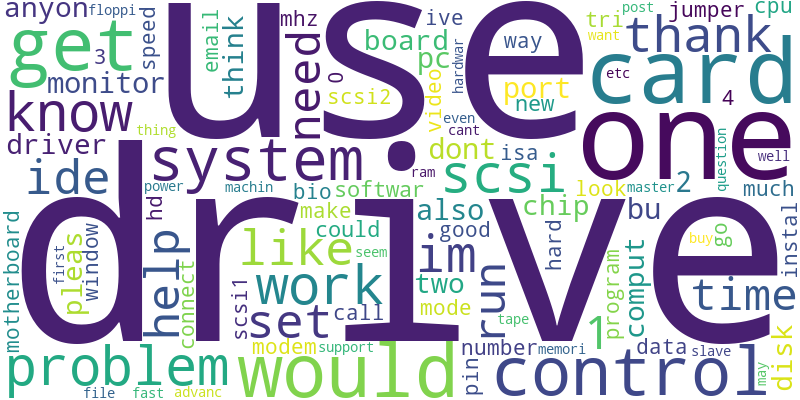 anyon
floppi
use
mhz
ive
way
tri
want
post
jumper
cpu
get
3
speed
email
think
board
pc
hardwar
thank
monitor
need
0
scsi2
video
port
etc
card
know
new
4
driver
thing
even
cant
one
system
dont
isa
question
well
ide
power
machin
bio
softwar
ram
scsi
look
master
2
much
hd
make
also
chip
bu
motherboard
pleas
window
first
help
connect
like
could
seem
im
good
two
hard
buy
go
instal
drive
work
scsi1
set
call
mode
run
program
comput
time
problem
modem
support
tape
number
memori
1
data
slave
disk
file
fast
advanc
would
pin
control
may